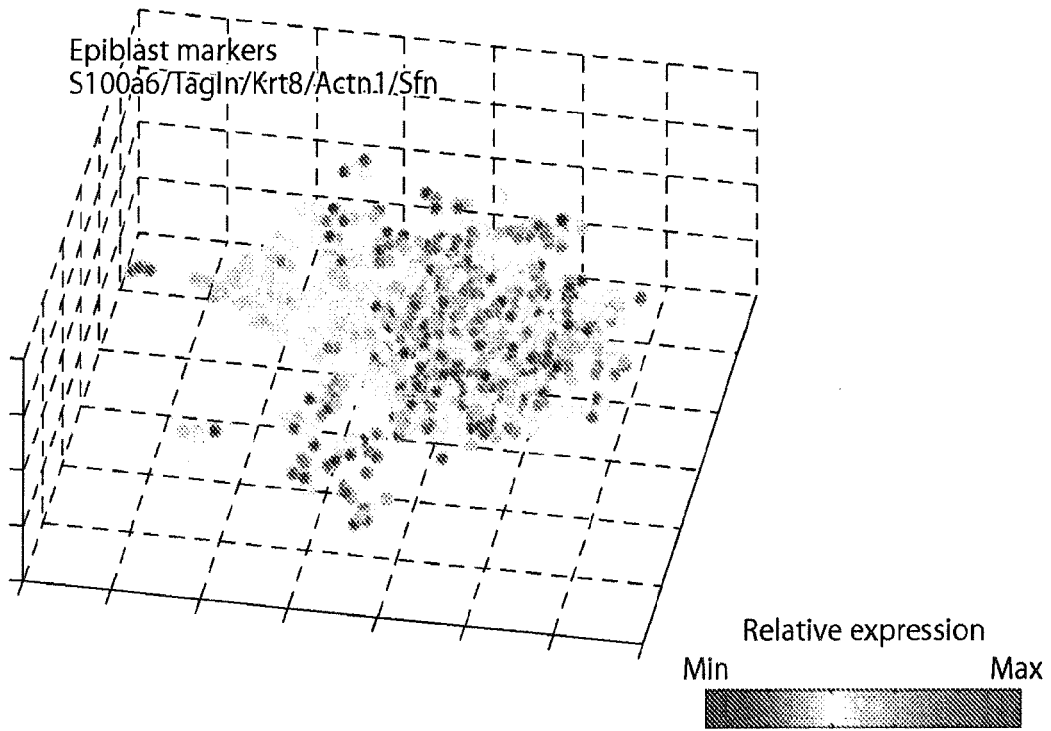 Epiblast markers
S100a6/Tagln/Krt8/Actn1/Sfn
Relative expression
Min Max